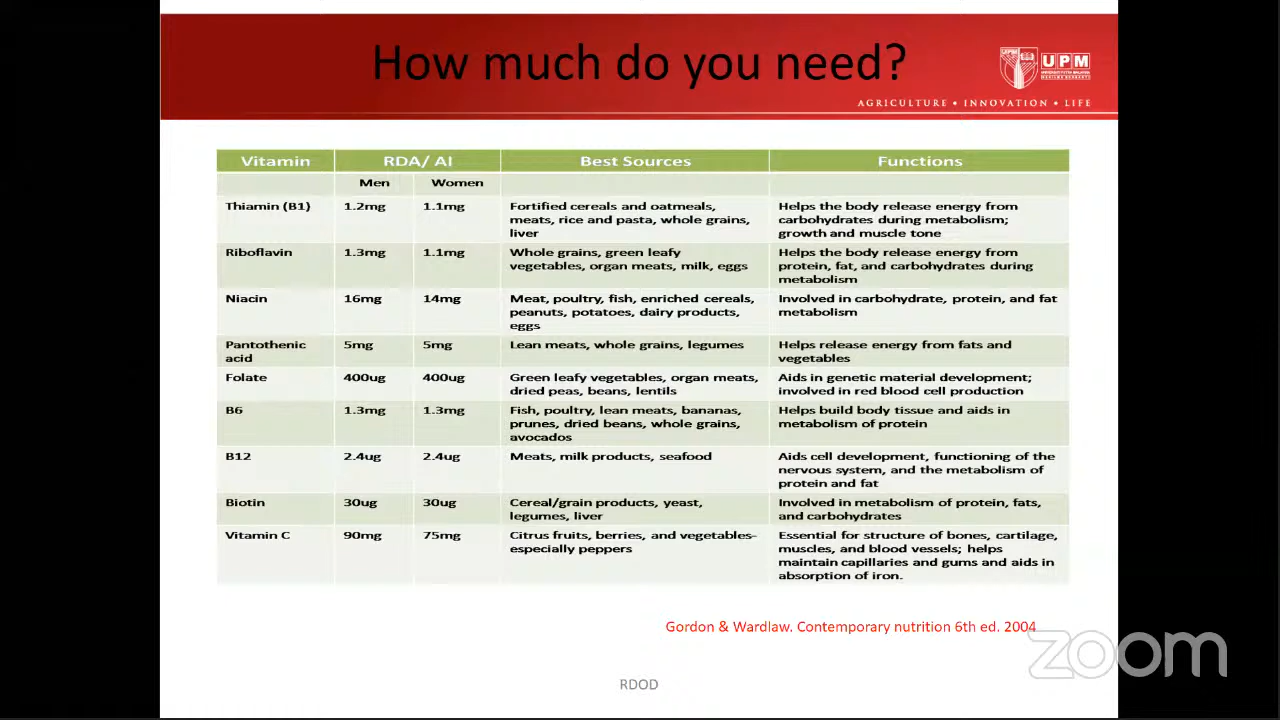 How much do you need?
UPM
AGRICULTURE • INNOVATION • LIFE
Vitamin RDA/ AI Best Sources Functions
Men Women
Thiamin (B1) 1.2mg 1.1mg Fortified cereals and oatmeals, Helps the body release energy from
meats, rice and pasta, whole grains, carbohydrates during metabolism;
liver growth and muscle tone
Riboflavin 1.3mg 1.1mg Whole grains, green leafy Helps the body release energy from
vegetables, organ meats, milk, eggs protein, fat, and carbohydrates during
metabolism
Niacin 16mg 14mg Meat, poultry, fish, enriched cereals, Involved in carbohydrate, protein, and fat
peanuts, potatoes, dairy products, metabolism
eggs
Pantothenic 5mg 5mg Lean meats, whole grains, legumes Helps release energy from fats and
acid vegetables
Folate 400ug 400ug Green leafy vegetables, organ meats, Aids in genetic material development;
dried peas, beans, lentils involved in red blood cell production
B6 1.3mg 1.3mg Fish, poultry, lean meats, bananas, Helps build body tissue and aids in
prunes, dried beans, whole grains, metabolism of protein
avocados
B12 2.4ug 2.4ug Meats, milk products, seafood Aids cell development, functioning of the
nervous system, and the metabolism of
protein and fat
Biotin 30ug 30ug Cereal/grain products, yeast, Involved in metabolism of protein, fats,
legumes, liver and carbohydrates
Vitamin C 90mg 75mg Citrus fruits, berries, and vegetables– Essential for structure of bones, cartilage,
especially peppers muscles, and blood vessels; helps
maintain capillaries and gums and aids in
absorption of iron.
Gordon & Wardlaw. Contemporary nutrition 6th ed. 2004
zoom
RDOD